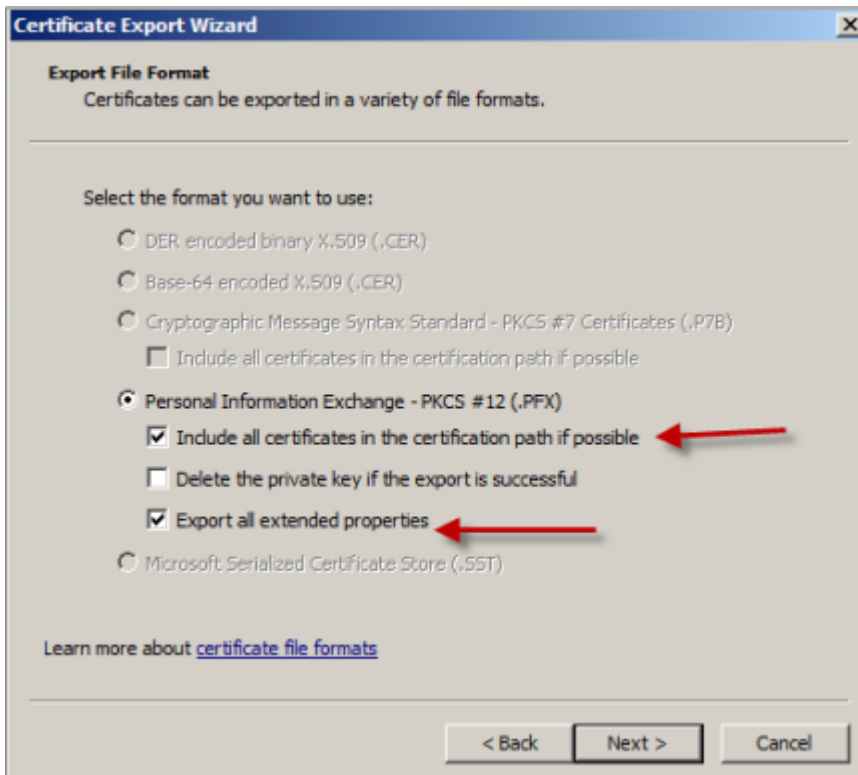 Certificate Export Wizard
Export File Format
Certificates can be exported in a variety of file formats.
Select the format you want to use:
DER encoded binary X.509 (.CER)
Base-64 encoded X.509 (.CER)
Cryptographic Message Syntax Standard - PKCS #7 Certificates (.P7B)
Include all certificates in the certification path if possible
Personal Information Exchange - PKCS #12 (.PFX)
Include all certificates in the certification path if possible
Delete the private key if the export is successful
Export all extended properties
Microsoft Serialized Certificate Store (.SST)
Learn more about certificate file formats
< Back Next > Cancel